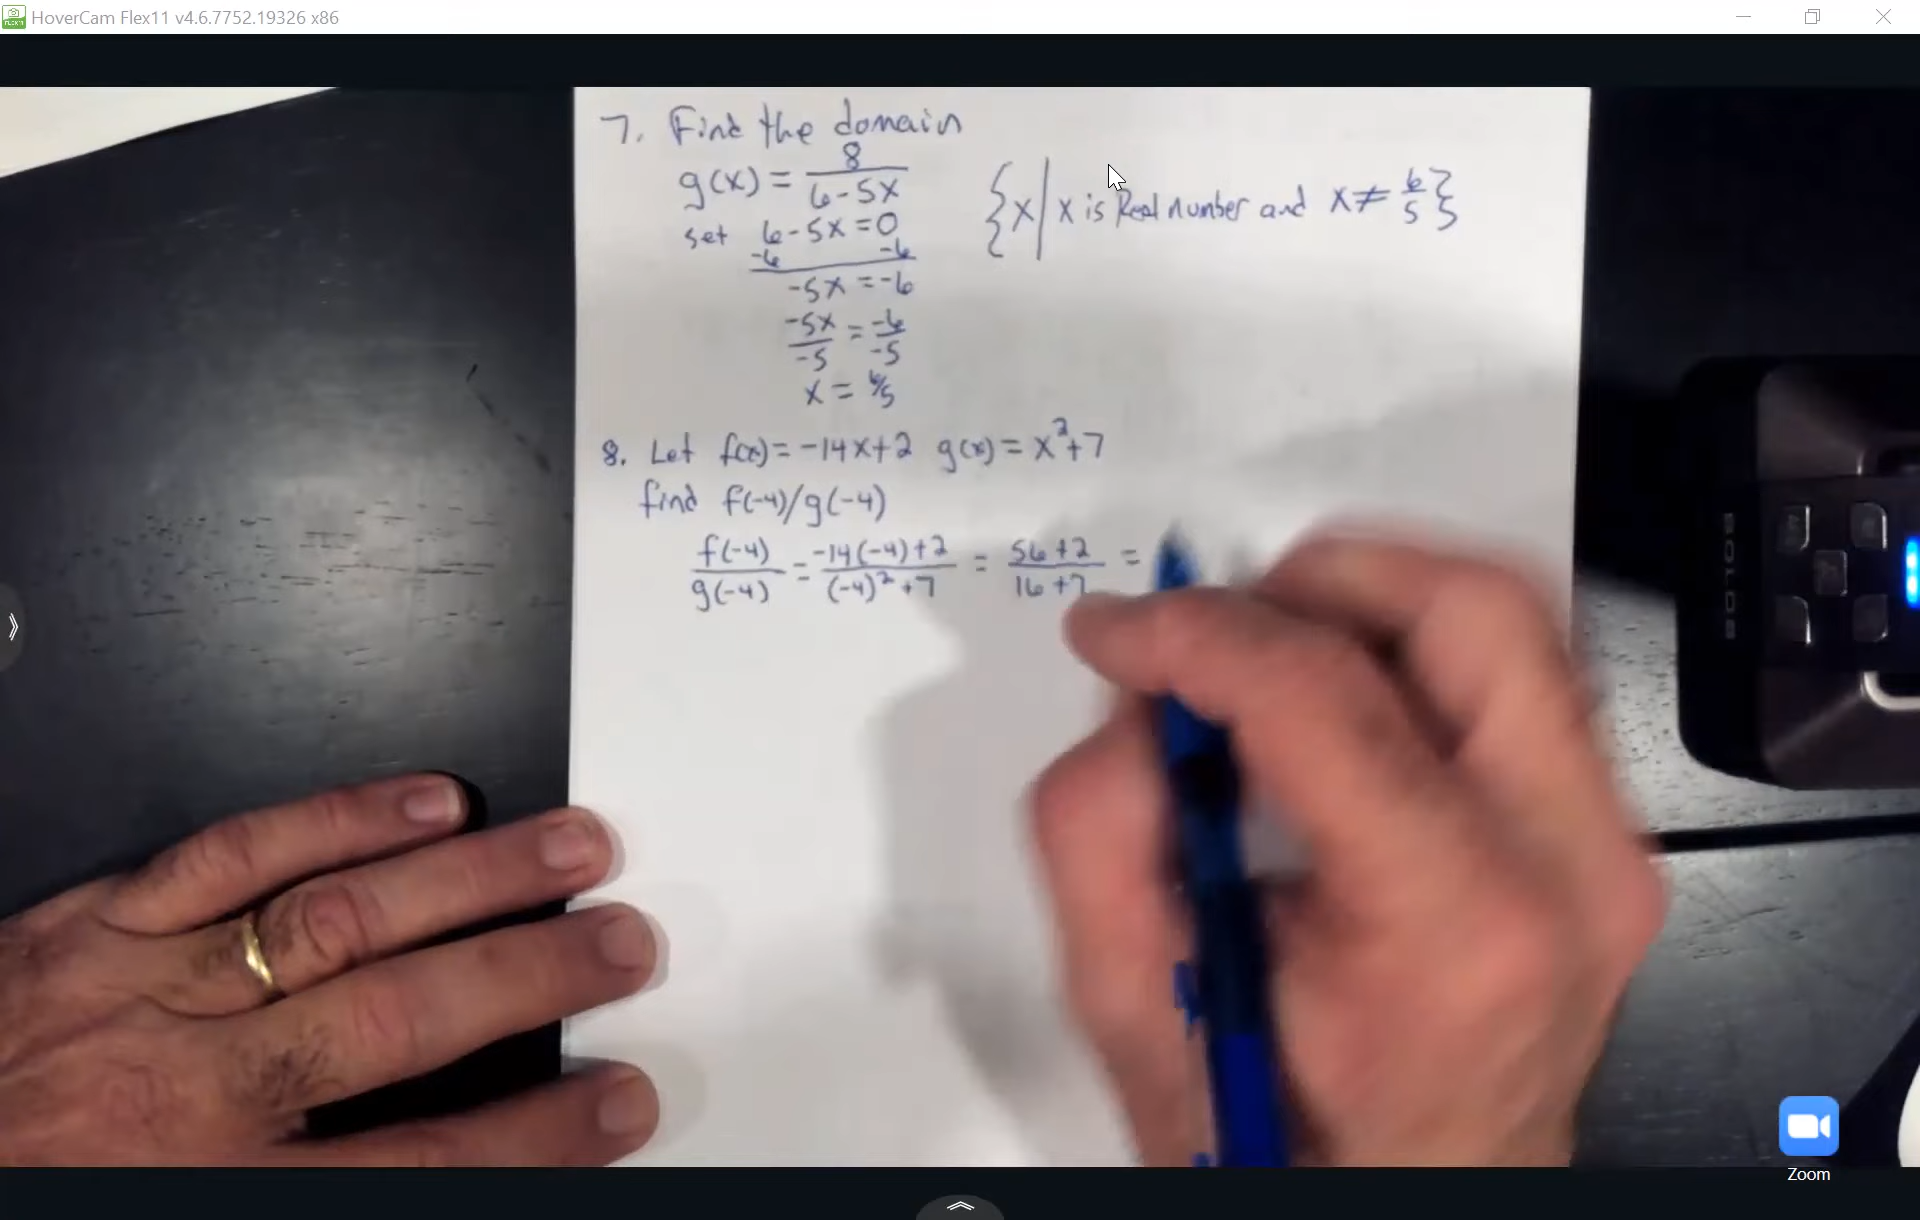 HoverCam Flex11 v4.6.7752.19326 x86
7. Find the domain
g(x) = 8/(6-5x)
{x | x is Real number and x ≠ 6/5}
set 6-5x=0
-6 -6
-5x = -6
-5x/-5 = -6/-5
x = 6/5
8. Let f(x)= -14x+2 g(x) = x²+7
find f(-4)/g(-4)
f(-4)/g(-4) = (-14(-4)+2)/((-4)²+7) = (56+2)/(16+7) =
SOLO 8
Zoom